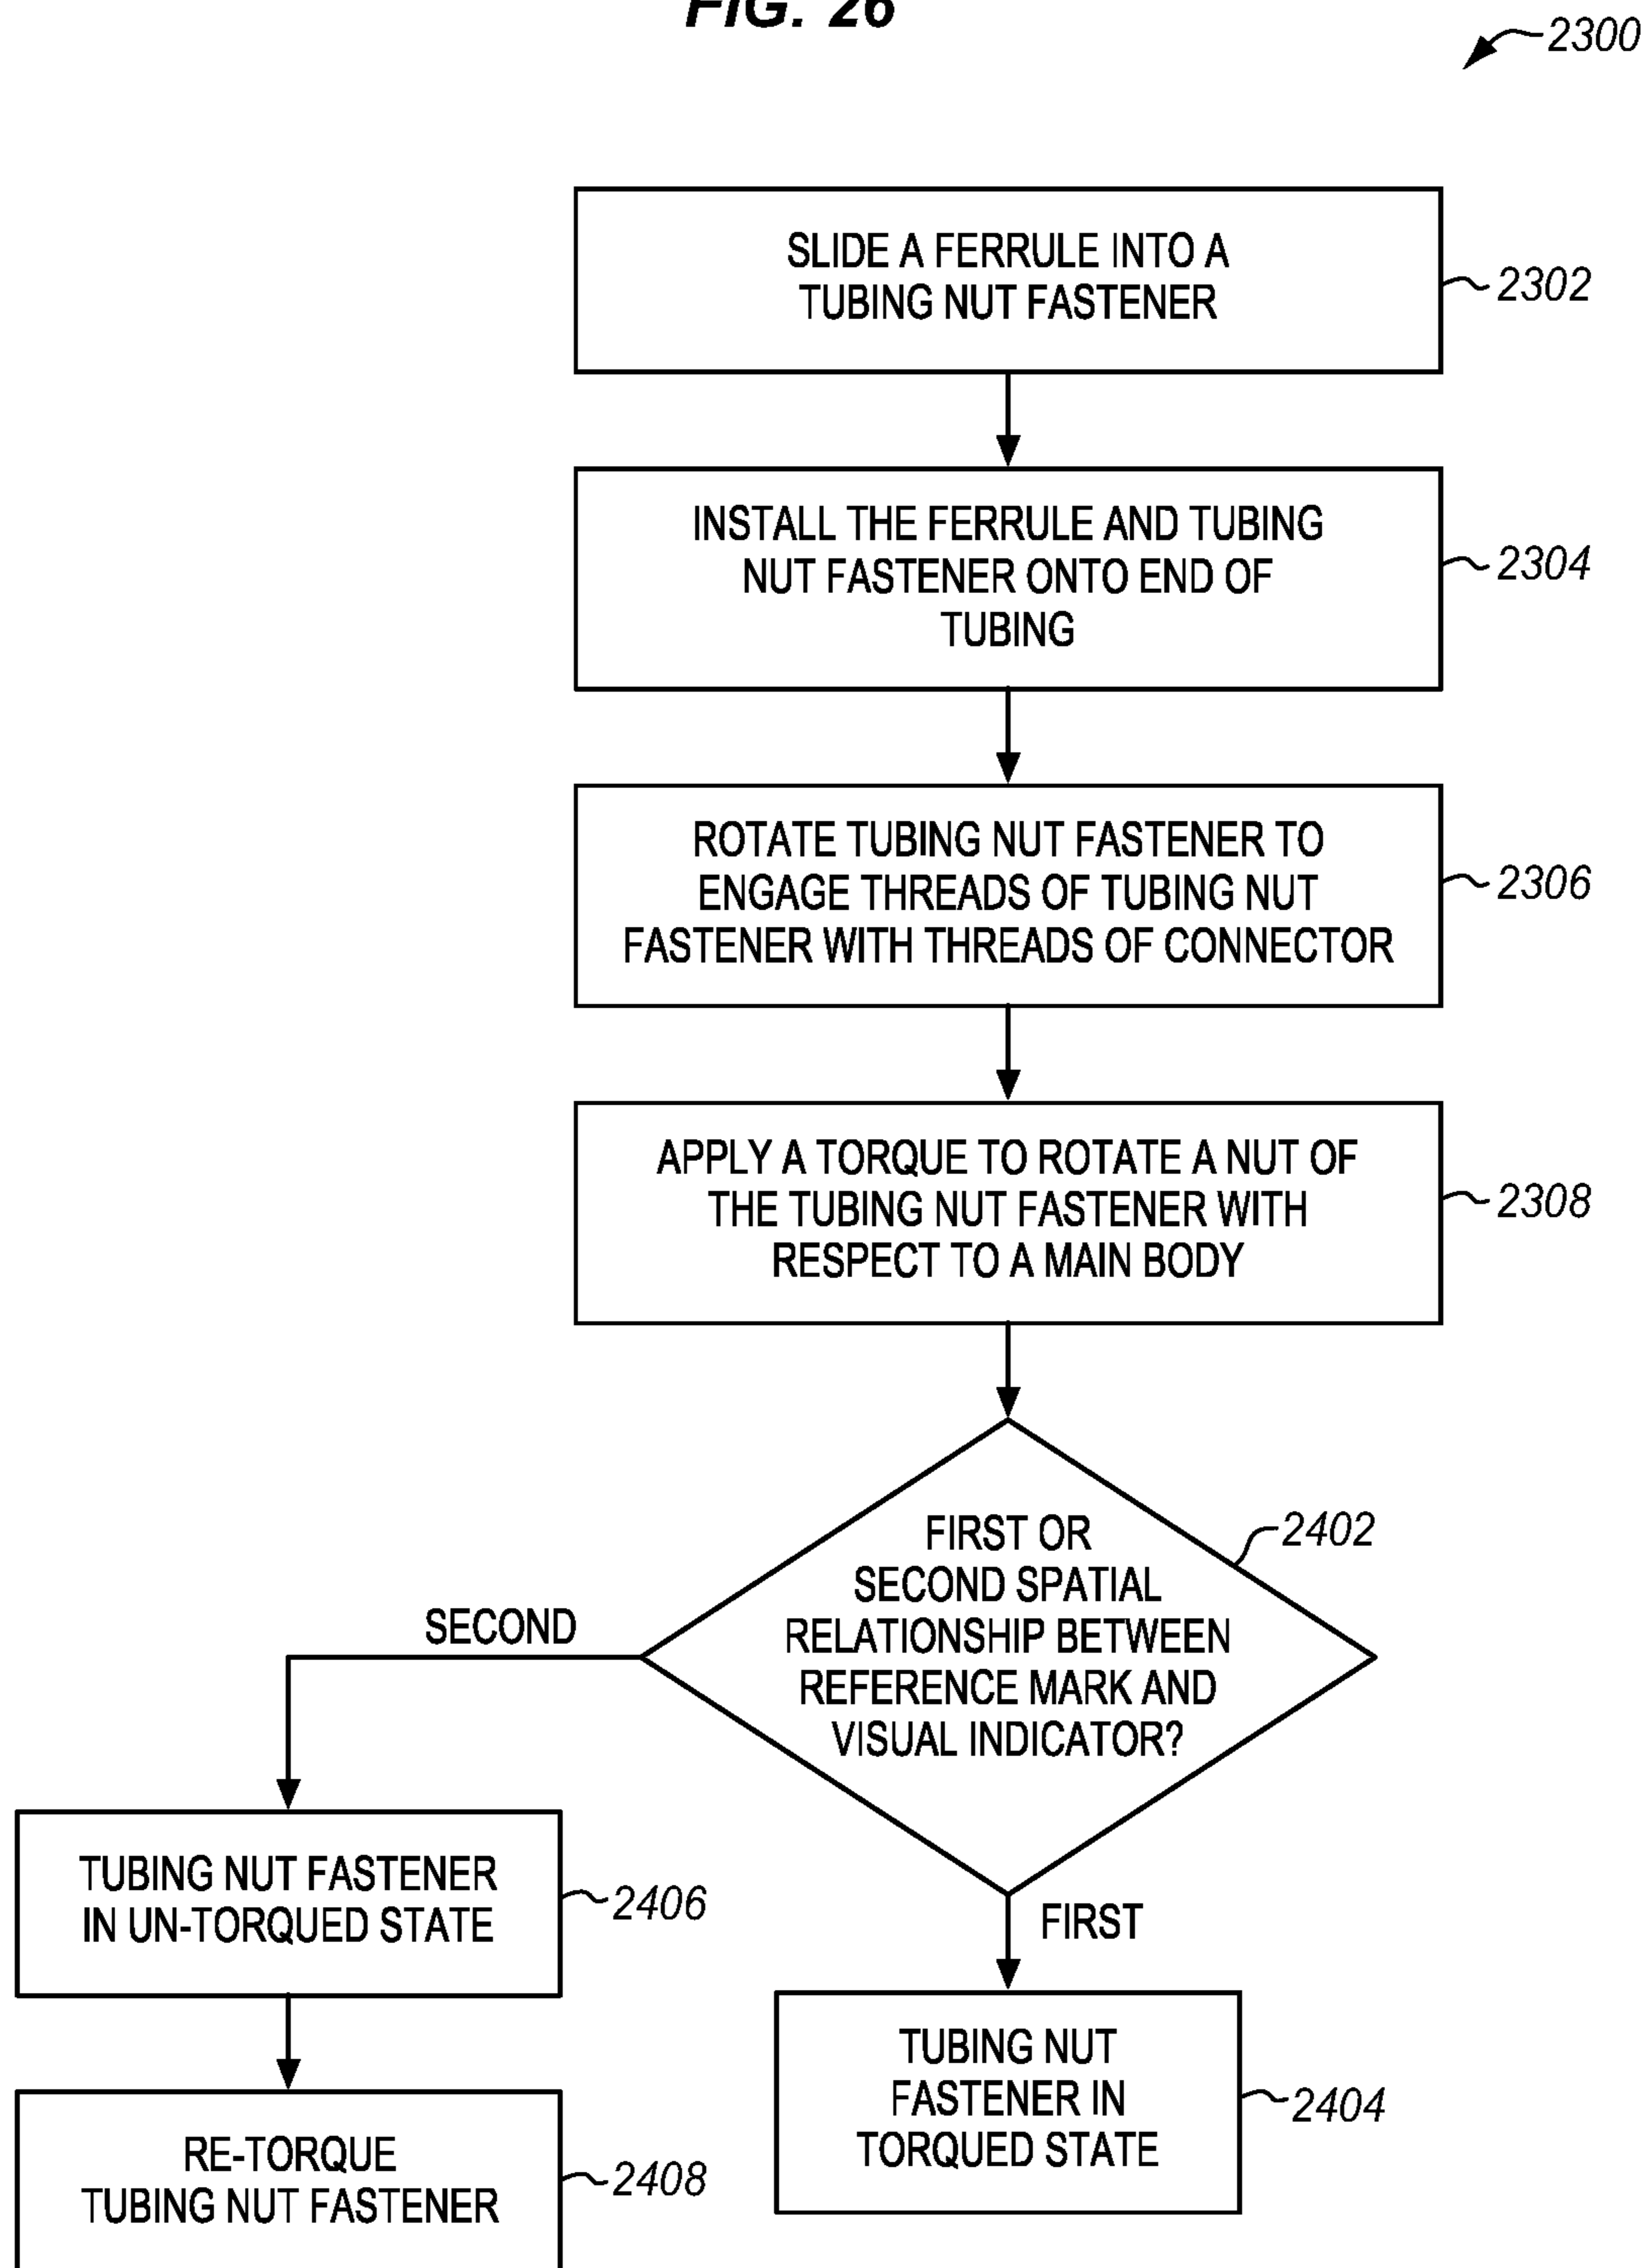 FIG. 26
2300
SLIDE A FERRULE INTO A
TUBING NUT FASTENER
2302
INSTALL THE FERRULE AND TUBING
NUT FASTENER ONTO END OF
TUBING
2304
ROTATE TUBING NUT FASTENER TO
ENGAGE THREADS OF TUBING NUT
FASTENER WITH THREADS OF CONNECTOR
2306
APPLY A TORQUE TO ROTATE A NUT OF
THE TUBING NUT FASTENER WITH
RESPECT TO A MAIN BODY
2308
FIRST OR
SECOND SPATIAL
RELATIONSHIP BETWEEN
REFERENCE MARK AND
VISUAL INDICATOR?
2402
SECOND
TUBING NUT FASTENER
IN UN-TORQUED STATE
2406
FIRST
TUBING NUT
FASTENER IN
TORQUED STATE
2404
RE-TORQUE
TUBING NUT FASTENER
2408